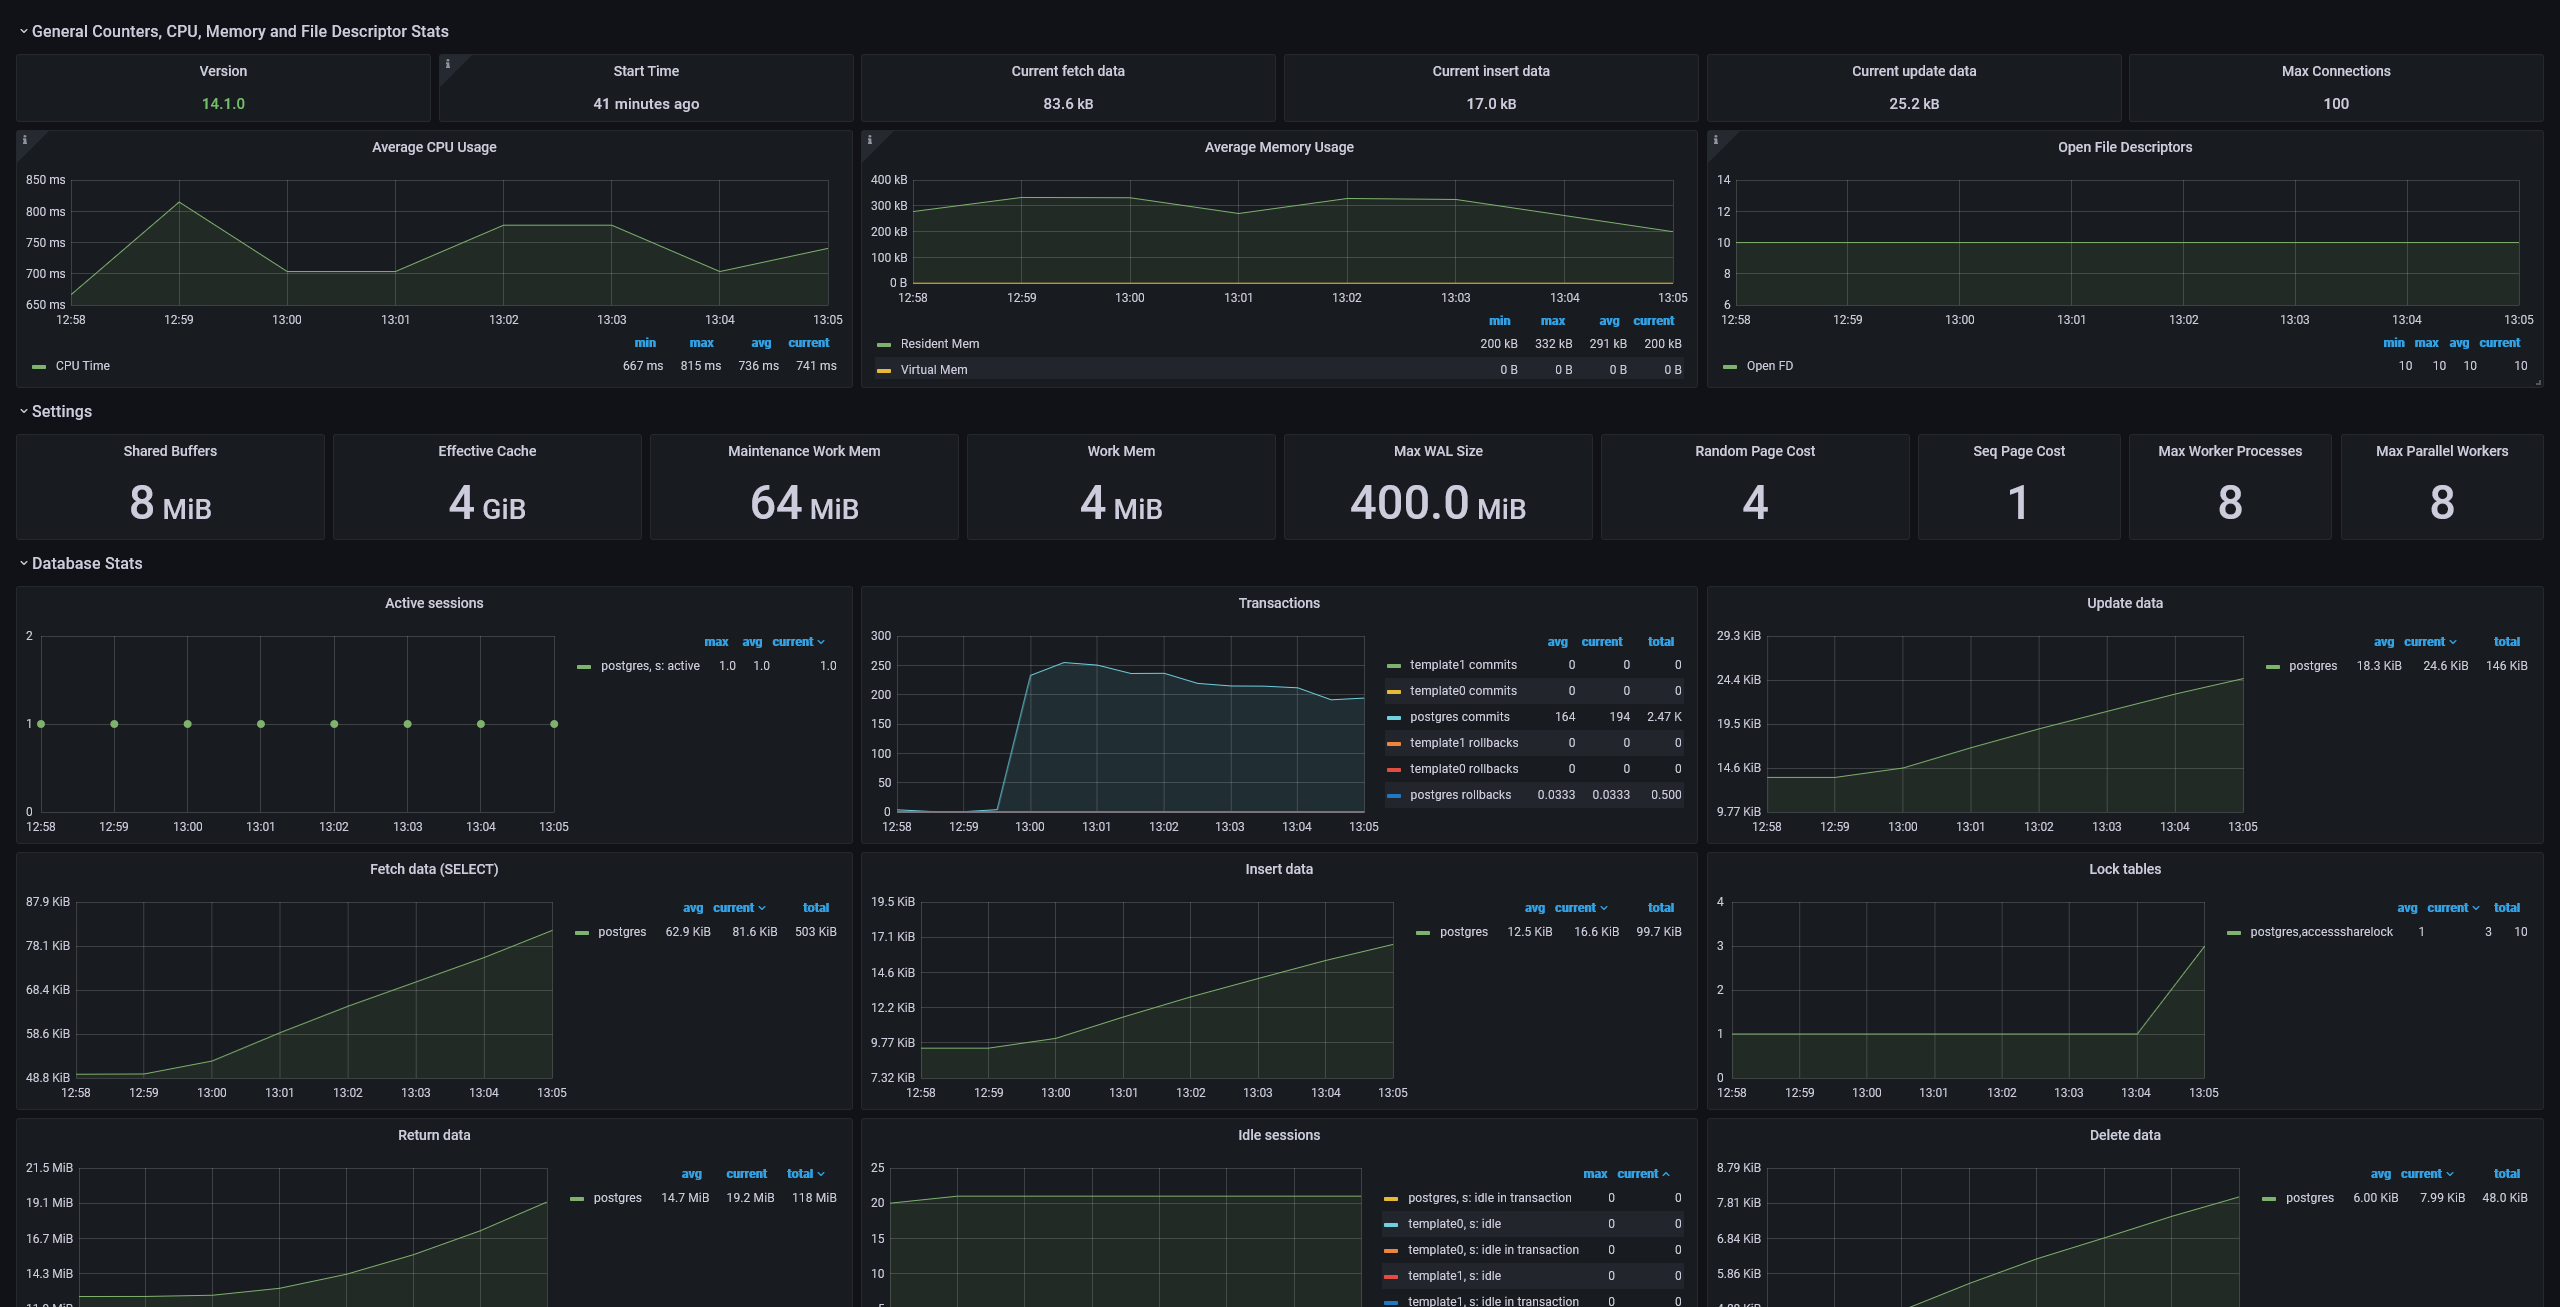 General Counters, CPU, Memory and File Descriptor Stats
Version
14.1.0
Start Time
41 minutes ago
Current fetch data
83.6 kB
Current insert data
17.0 kB
Current update data
25.2 kB
Max Connections
100
Average CPU Usage
850 ms
800 ms
750 ms
700 ms
650 ms
12:58 12:59 13:00 13:01 13:02 13:03 13:04 13:05
min max avg current
CPU Time 667 ms 815 ms 736 ms 741 ms
Average Memory Usage
400 kB
300 kB
200 kB
100 kB
0 B
12:58 12:59 13:00 13:01 13:02 13:03 13:04 13:05
min max avg current
Resident Mem 200 kB 332 kB 291 kB 200 kB
Virtual Mem 0 B 0 B 0 B 0 B
Open File Descriptors
14
12
10
8
6
12:58 12:59 13:00 13:01 13:02 13:03 13:04 13:05
min max avg current
Open FD 10 10 10 10
Settings
Shared Buffers
8 MiB
Effective Cache
4 GiB
Maintenance Work Mem
64 MiB
Work Mem
4 MiB
Max WAL Size
400.0 MiB
Random Page Cost
4
Seq Page Cost
1
Max Worker Processes
8
Max Parallel Workers
8
Database Stats
Active sessions
2
1
0
12:58 12:59 13:00 13:01 13:02 13:03 13:04 13:05
max avg current
postgres, s: active 1.0 1.0 1.0
Transactions
300
250
200
150
100
50
0
12:58 12:59 13:00 13:01 13:02 13:03 13:04 13:05
avg current total
template1 commits 0 0 0
template0 commits 0 0 0
postgres commits 164 194 2.47 K
template1 rollbacks 0 0 0
template0 rollbacks 0 0 0
postgres rollbacks 0.0333 0.0333 0.500
Update data
29.3 KiB
24.4 KiB
19.5 KiB
14.6 KiB
9.77 KiB
12:58 12:59 13:00 13:01 13:02 13:03 13:04 13:05
avg current total
postgres 18.3 KiB 24.6 KiB 146 KiB
Fetch data (SELECT)
87.9 KiB
78.1 KiB
68.4 KiB
58.6 KiB
48.8 KiB
12:58 12:59 13:00 13:01 13:02 13:03 13:04 13:05
avg current total
postgres 62.9 KiB 81.6 KiB 503 KiB
Insert data
19.5 KiB
17.1 KiB
14.6 KiB
12.2 KiB
9.77 KiB
7.32 KiB
12:58 12:59 13:00 13:01 13:02 13:03 13:04 13:05
avg current total
postgres 12.5 KiB 16.6 KiB 99.7 KiB
Lock tables
4
3
2
1
0
12:58 12:59 13:00 13:01 13:02 13:03 13:04 13:05
avg current total
postgres,accesssharelock 1 3 10
Return data
21.5 MiB
19.1 MiB
16.7 MiB
14.3 MiB
avg current total
postgres 14.7 MiB 19.2 MiB 118 MiB
Idle sessions
25
20
15
10
max current
postgres, s: idle in transaction 0 0
template0, s: idle 0 0
template0, s: idle in transaction 0 0
template1, s: idle 0 0
template1, s: idle in transaction 0 0
Delete data
8.79 KiB
7.81 KiB
6.84 KiB
5.86 KiB
avg current total
postgres 6.00 KiB 7.99 KiB 48.0 KiB